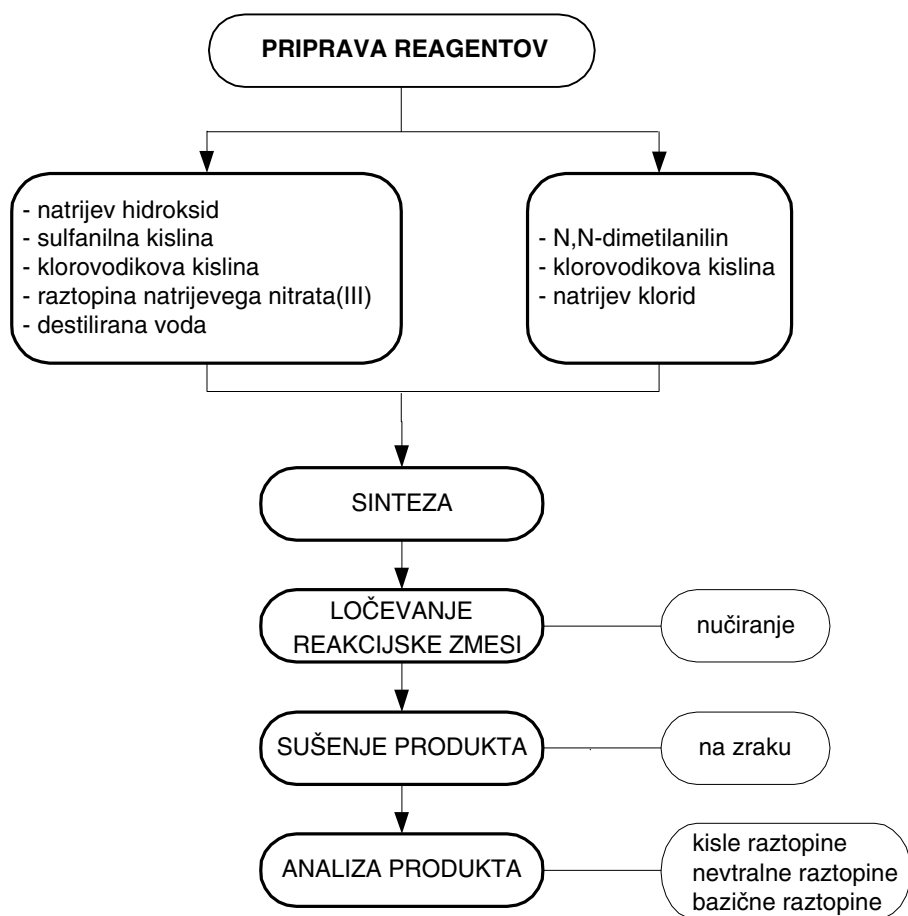 PRIPRAVA REAGENTOV
- natrijev hidroksid
- sulfanilna kislina
- klorovodikova kislina
- raztopina natrijevega nitrata(III)
- destilirana voda
- N,N-dimetilanilin
- klorovodikova kislina
- natrijev klorid
SINTEZA
LOČEVANJE
REAKCIJSKE ZMESI
nučiranje
SUŠENJE PRODUKTA
na zraku
ANALIZA PRODUKTA
kisle raztopine
nevtralne raztopine
bazične raztopine